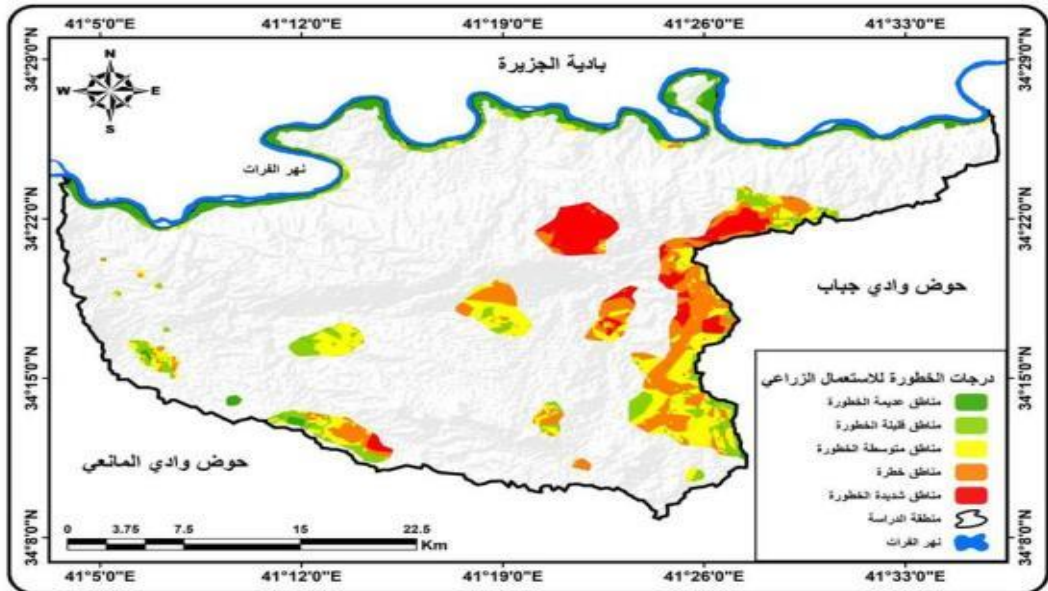 41°5'0"E 41°12'0"E 41°19'0"E 41°26'0"E 41°33'0"E
34°29'0"N
34°29'0"N
N
W E
S
بادية الجزيرة
نهر الفرات
34°22'0"N
34°22'0"N
حوض وادي جباب
34°15'0"N
34°15'0"N
درجات الخطورة للاستعمال الزراعي
مناطق عديمة الخطورة
مناطق قليلة الخطورة
مناطق متوسطة الخطورة
مناطق خطرة
مناطق شديدة الخطورة
منطقة الدراسة
نهر الفرات
حوض وادي المانعي
0 3.75 7.5 15 22.5
Km
34°8'0"N
34°8'0"N
41°5'0"E 41°12'0"E 41°19'0"E 41°26'0"E 41°33'0"E